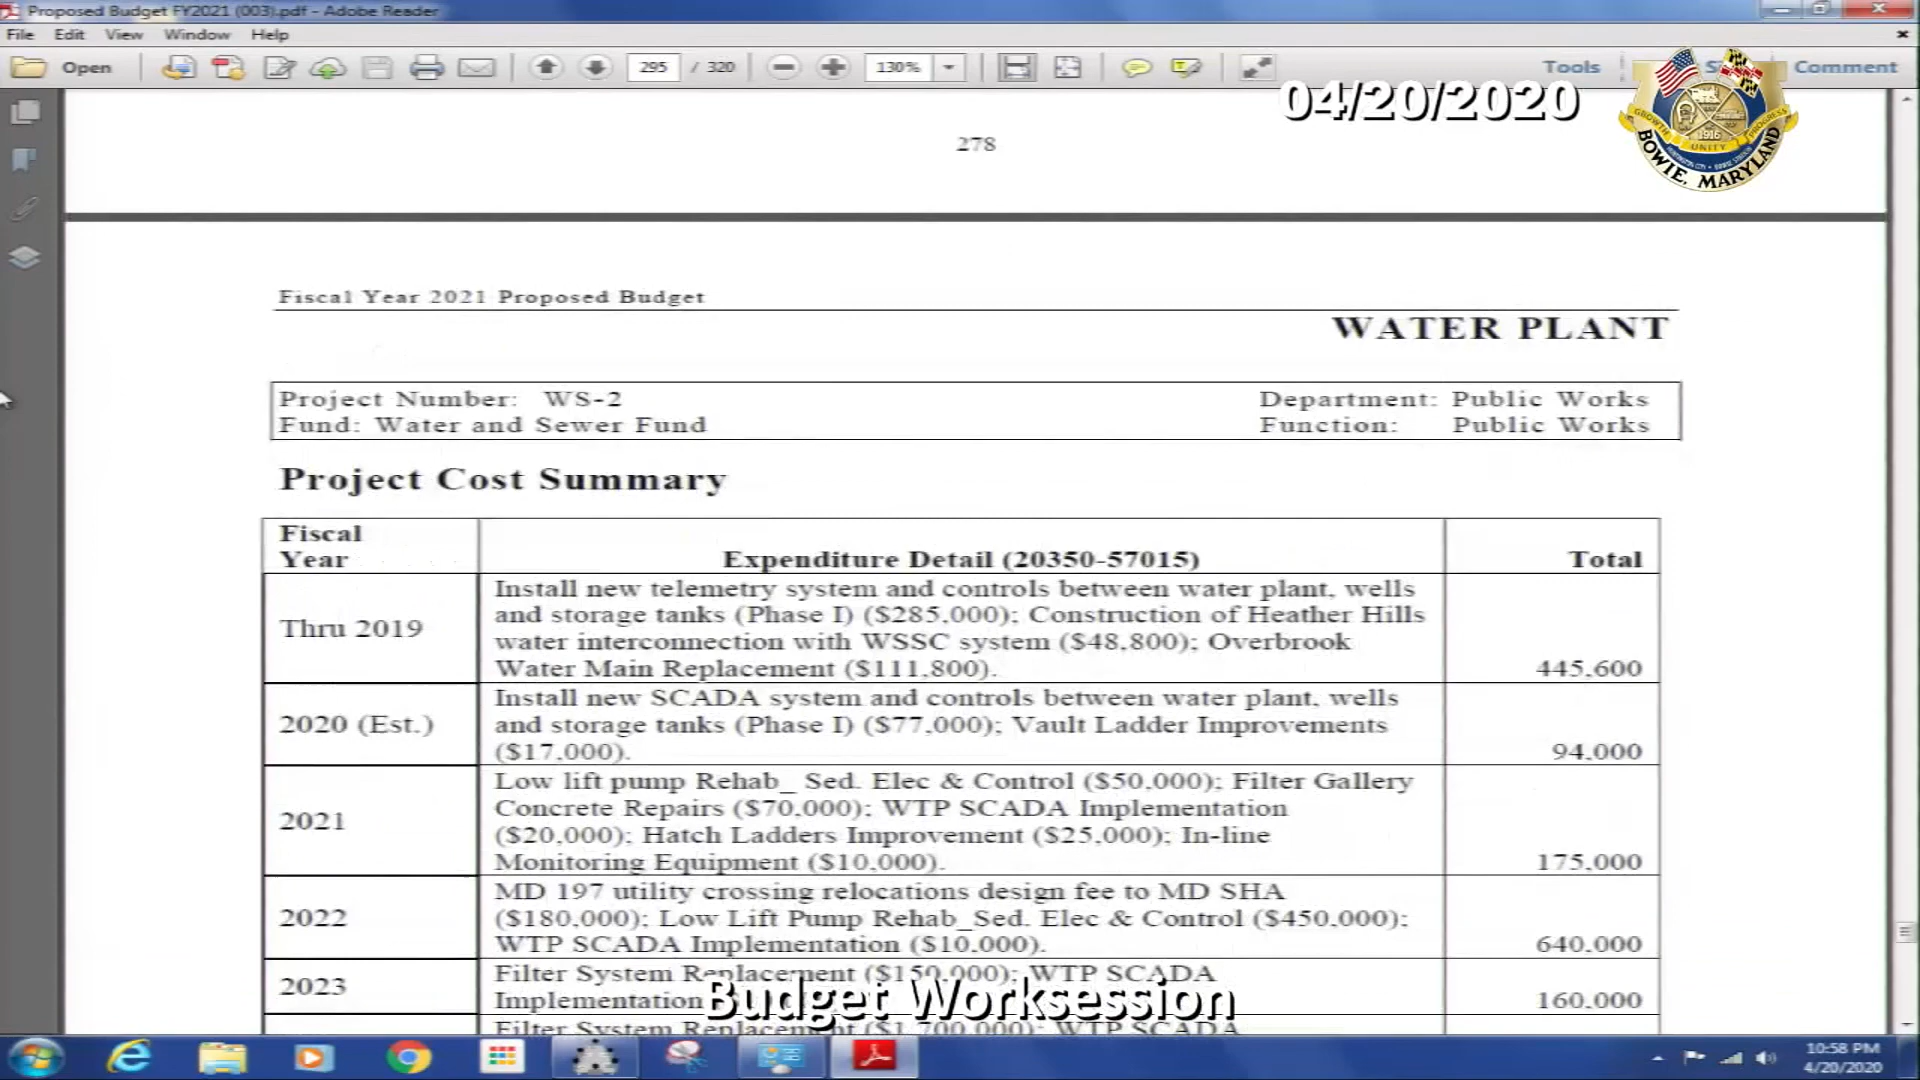 Proposed Budget FY2021 (003).pdf - Adobe Reader
File Edit View Window Help
Open 295 / 320 130% Tools Comment
04/20/2020
GROWTH PROGRESS
1916
UNITY
BOWIE, MARYLAND
278
Fiscal Year 2021 Proposed Budget
WATER PLANT
Project Number: WS-2 Department: Public Works
Fund: Water and Sewer Fund Function: Public Works
Project Cost Summary
Fiscal
Year Expenditure Detail (20350-57015) Total
Install new telemetry system and controls between water plant, wells
and storage tanks (Phase I) ($285,000); Construction of Heather Hills
Thru 2019 water interconnection with WSSC system ($48,800); Overbrook
Water Main Replacement ($111,800). 445,600
Install new SCADA system and controls between water plant, wells
2020 (Est.) and storage tanks (Phase I) ($77,000); Vault Ladder Improvements
($17,000). 94,000
Low lift pump Rehab_ Sed. Elec & Control ($50,000); Filter Gallery
Concrete Repairs ($70,000); WTP SCADA Implementation
2021 ($20,000); Hatch Ladders Improvement ($25,000); In-line
Monitoring Equipment ($10,000). 175,000
MD 197 utility crossing relocations design fee to MD SHA
2022 ($180,000); Low Lift Pump Rehab_Sed. Elec & Control ($450,000);
WTP SCADA Implementation ($10,000). 640,000
2023 Filter System Replacement ($150,000); WTP SCADA
Implementation 160,000
Budget Worksession
Filter System Replacement ($1,700,000); WTP SCADA
10:58 PM
4/20/2020